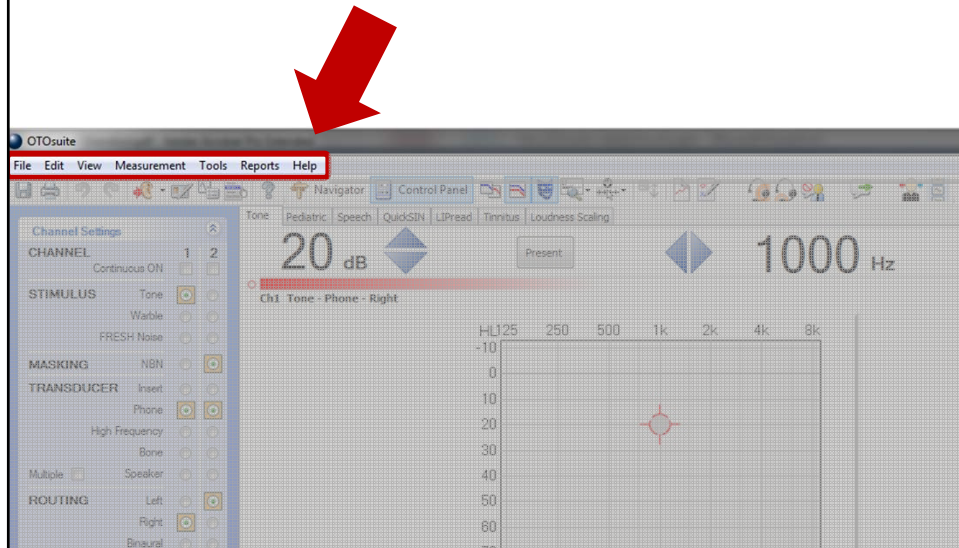 OTOsuite
File Edit View Measurement Tools Reports Help
Navigator Control Panel
Tone Pediatric Speech QuickSIN LIPread Tinnitus Loudness Scaling
Channel Settings
20 dB Present 1000 Hz
CHANNEL 1 2
Continuous ON
STIMULUS Tone
Ch1 Tone - Phone - Right
Warble
FRESH Noise
HL 125 250 500 1k 2k 4k 8k
-10
MASKING NBN
0
TRANSDUCER Insert
10
Phone
20
High Frequency
30
Bone
Multiple Speaker
40
ROUTING Left
50
Right
60
Binaural